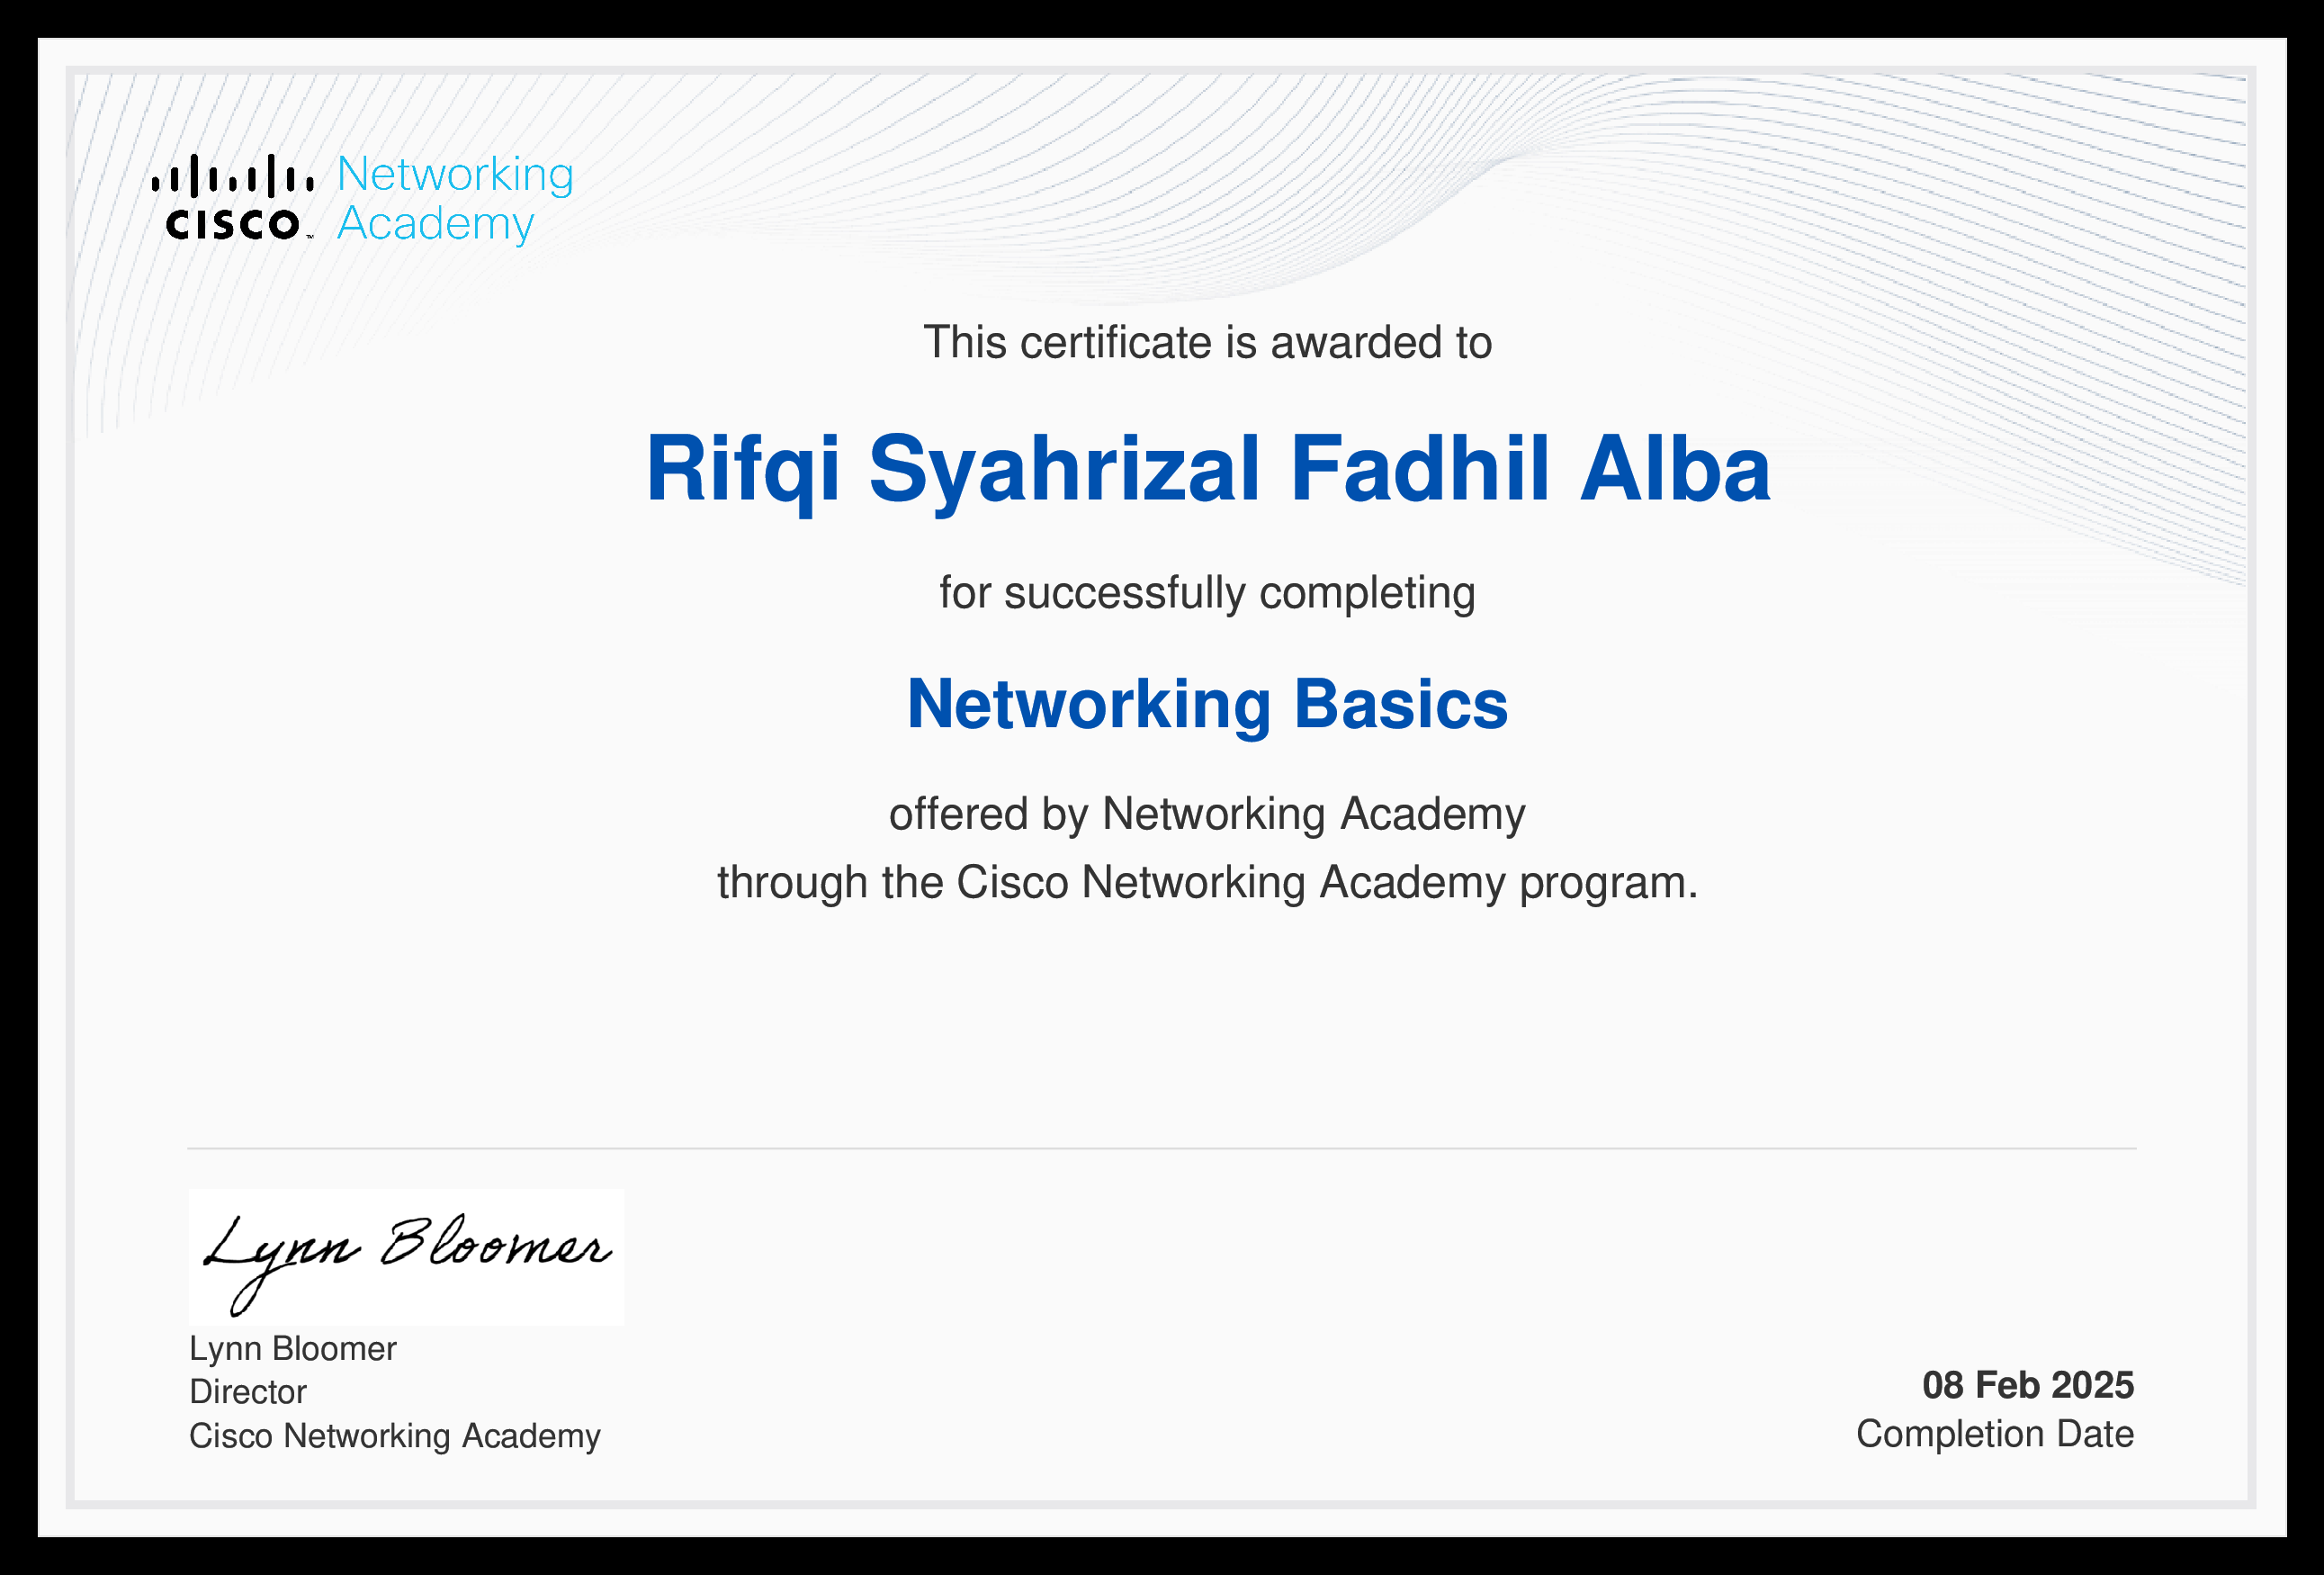 CISCO™ Networking
Academy
This certificate is awarded to
Rifqi Syahrizal Fadhil Alba
for successfully completing
Networking Basics
offered by Networking Academy
through the Cisco Networking Academy program.
Lynn Bloomer
Lynn Bloomer
Director
Cisco Networking Academy
08 Feb 2025
Completion Date